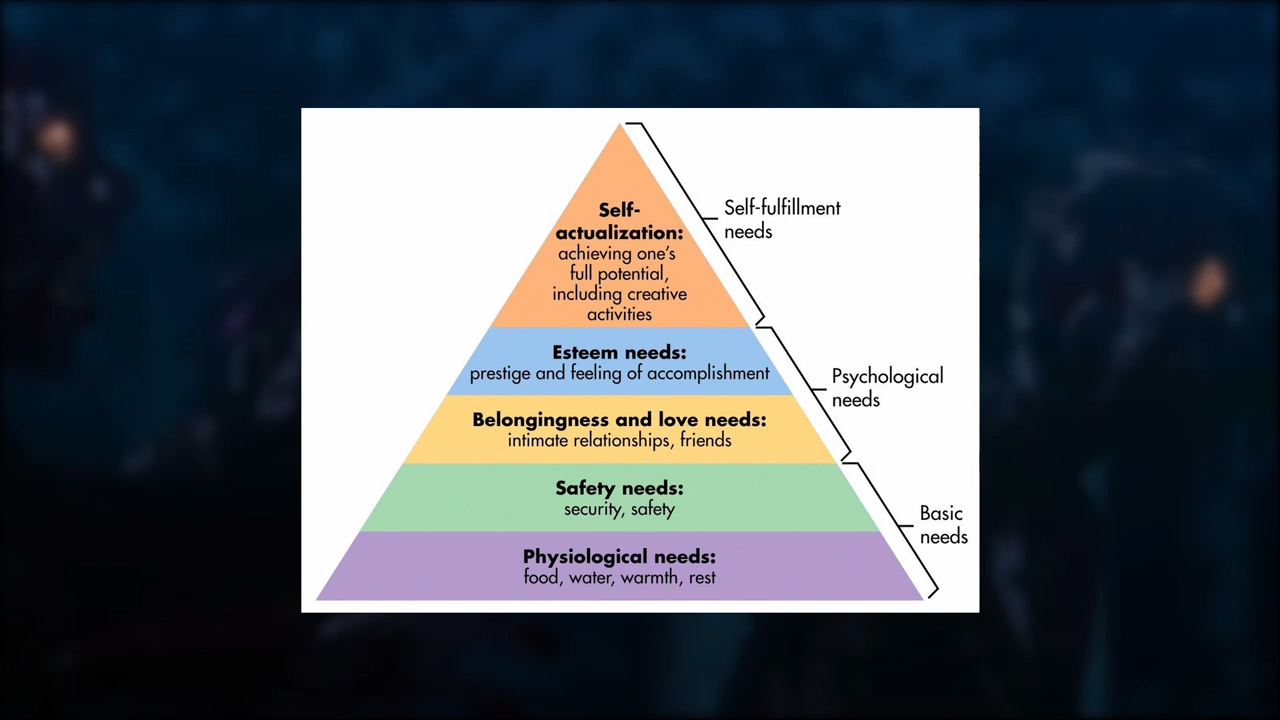 Self-
actualization:
achieving one's
full potential,
including creative
activities
Self-fulfillment
needs
Esteem needs:
prestige and feeling of accomplishment
Psychological
needs
Belongingness and love needs:
intimate relationships, friends
Safety needs:
security, safety
Basic
needs
Physiological needs:
food, water, warmth, rest